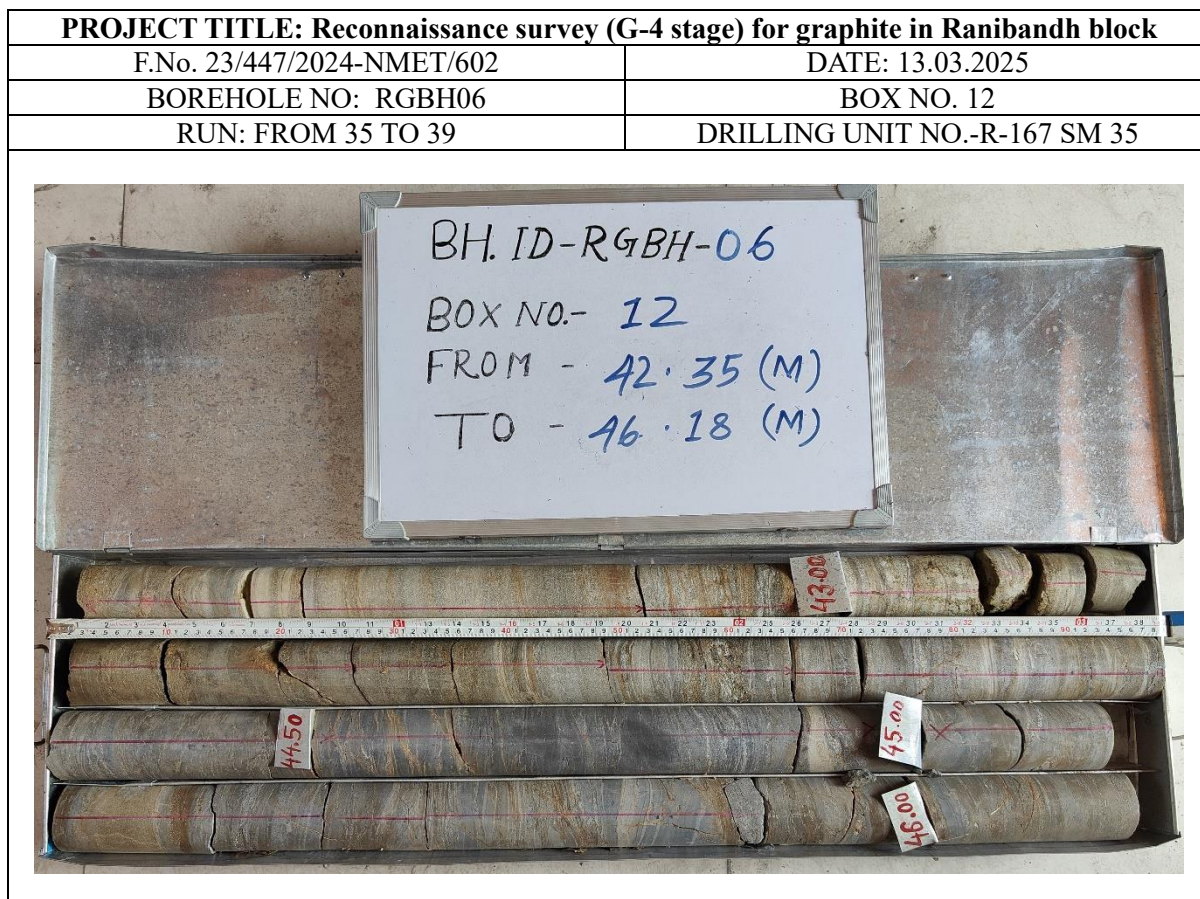 PROJECT TITLE: Reconnaissance survey (G-4 stage) for graphite in Ranibandh block
F.No. 23/447/2024-NMET/602 DATE: 13.03.2025
BOREHOLE NO: RGBH06 BOX NO. 12
RUN: FROM 35 TO 39 DRILLING UNIT NO.-R-167 SM 35
BH. ID-RGBH-06
BOX NO.- 12
FROM - 42.35 (M)
TO - 46.18 (M)
43.00
44.50
45.00
46.00